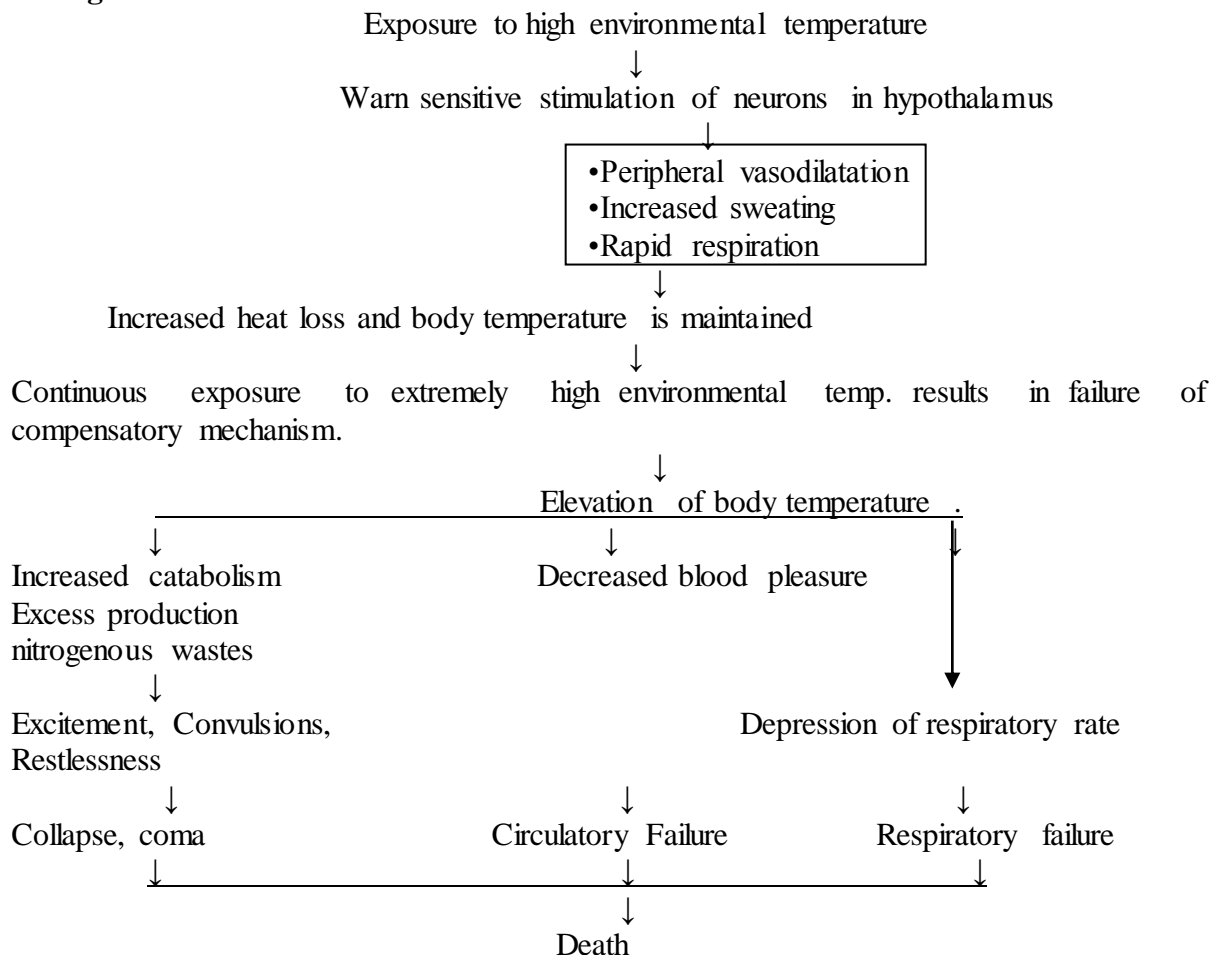 Exposure to high environmental temperature
↓
Warn sensitive stimulation of neurons in hypothalamus
↓
•Peripheral vasodilatation
•Increased sweating
•Rapid respiration
↓
Increased heat loss and body temperature is maintained
↓
Continuous exposure to extremely high environmental temp. results in failure of
compensatory mechanism.
↓
Elevation of body temperature .
↓ ↓ ↓
Increased catabolism Decreased blood pleasure
Excess production
nitrogenous wastes
↓
Excitement, Convulsions, Depression of respiratory rate
Restlessness
↓ ↓ ↓
Collapse, coma Circulatory Failure Respiratory failure
↓ ↓ ↓
↓
Death